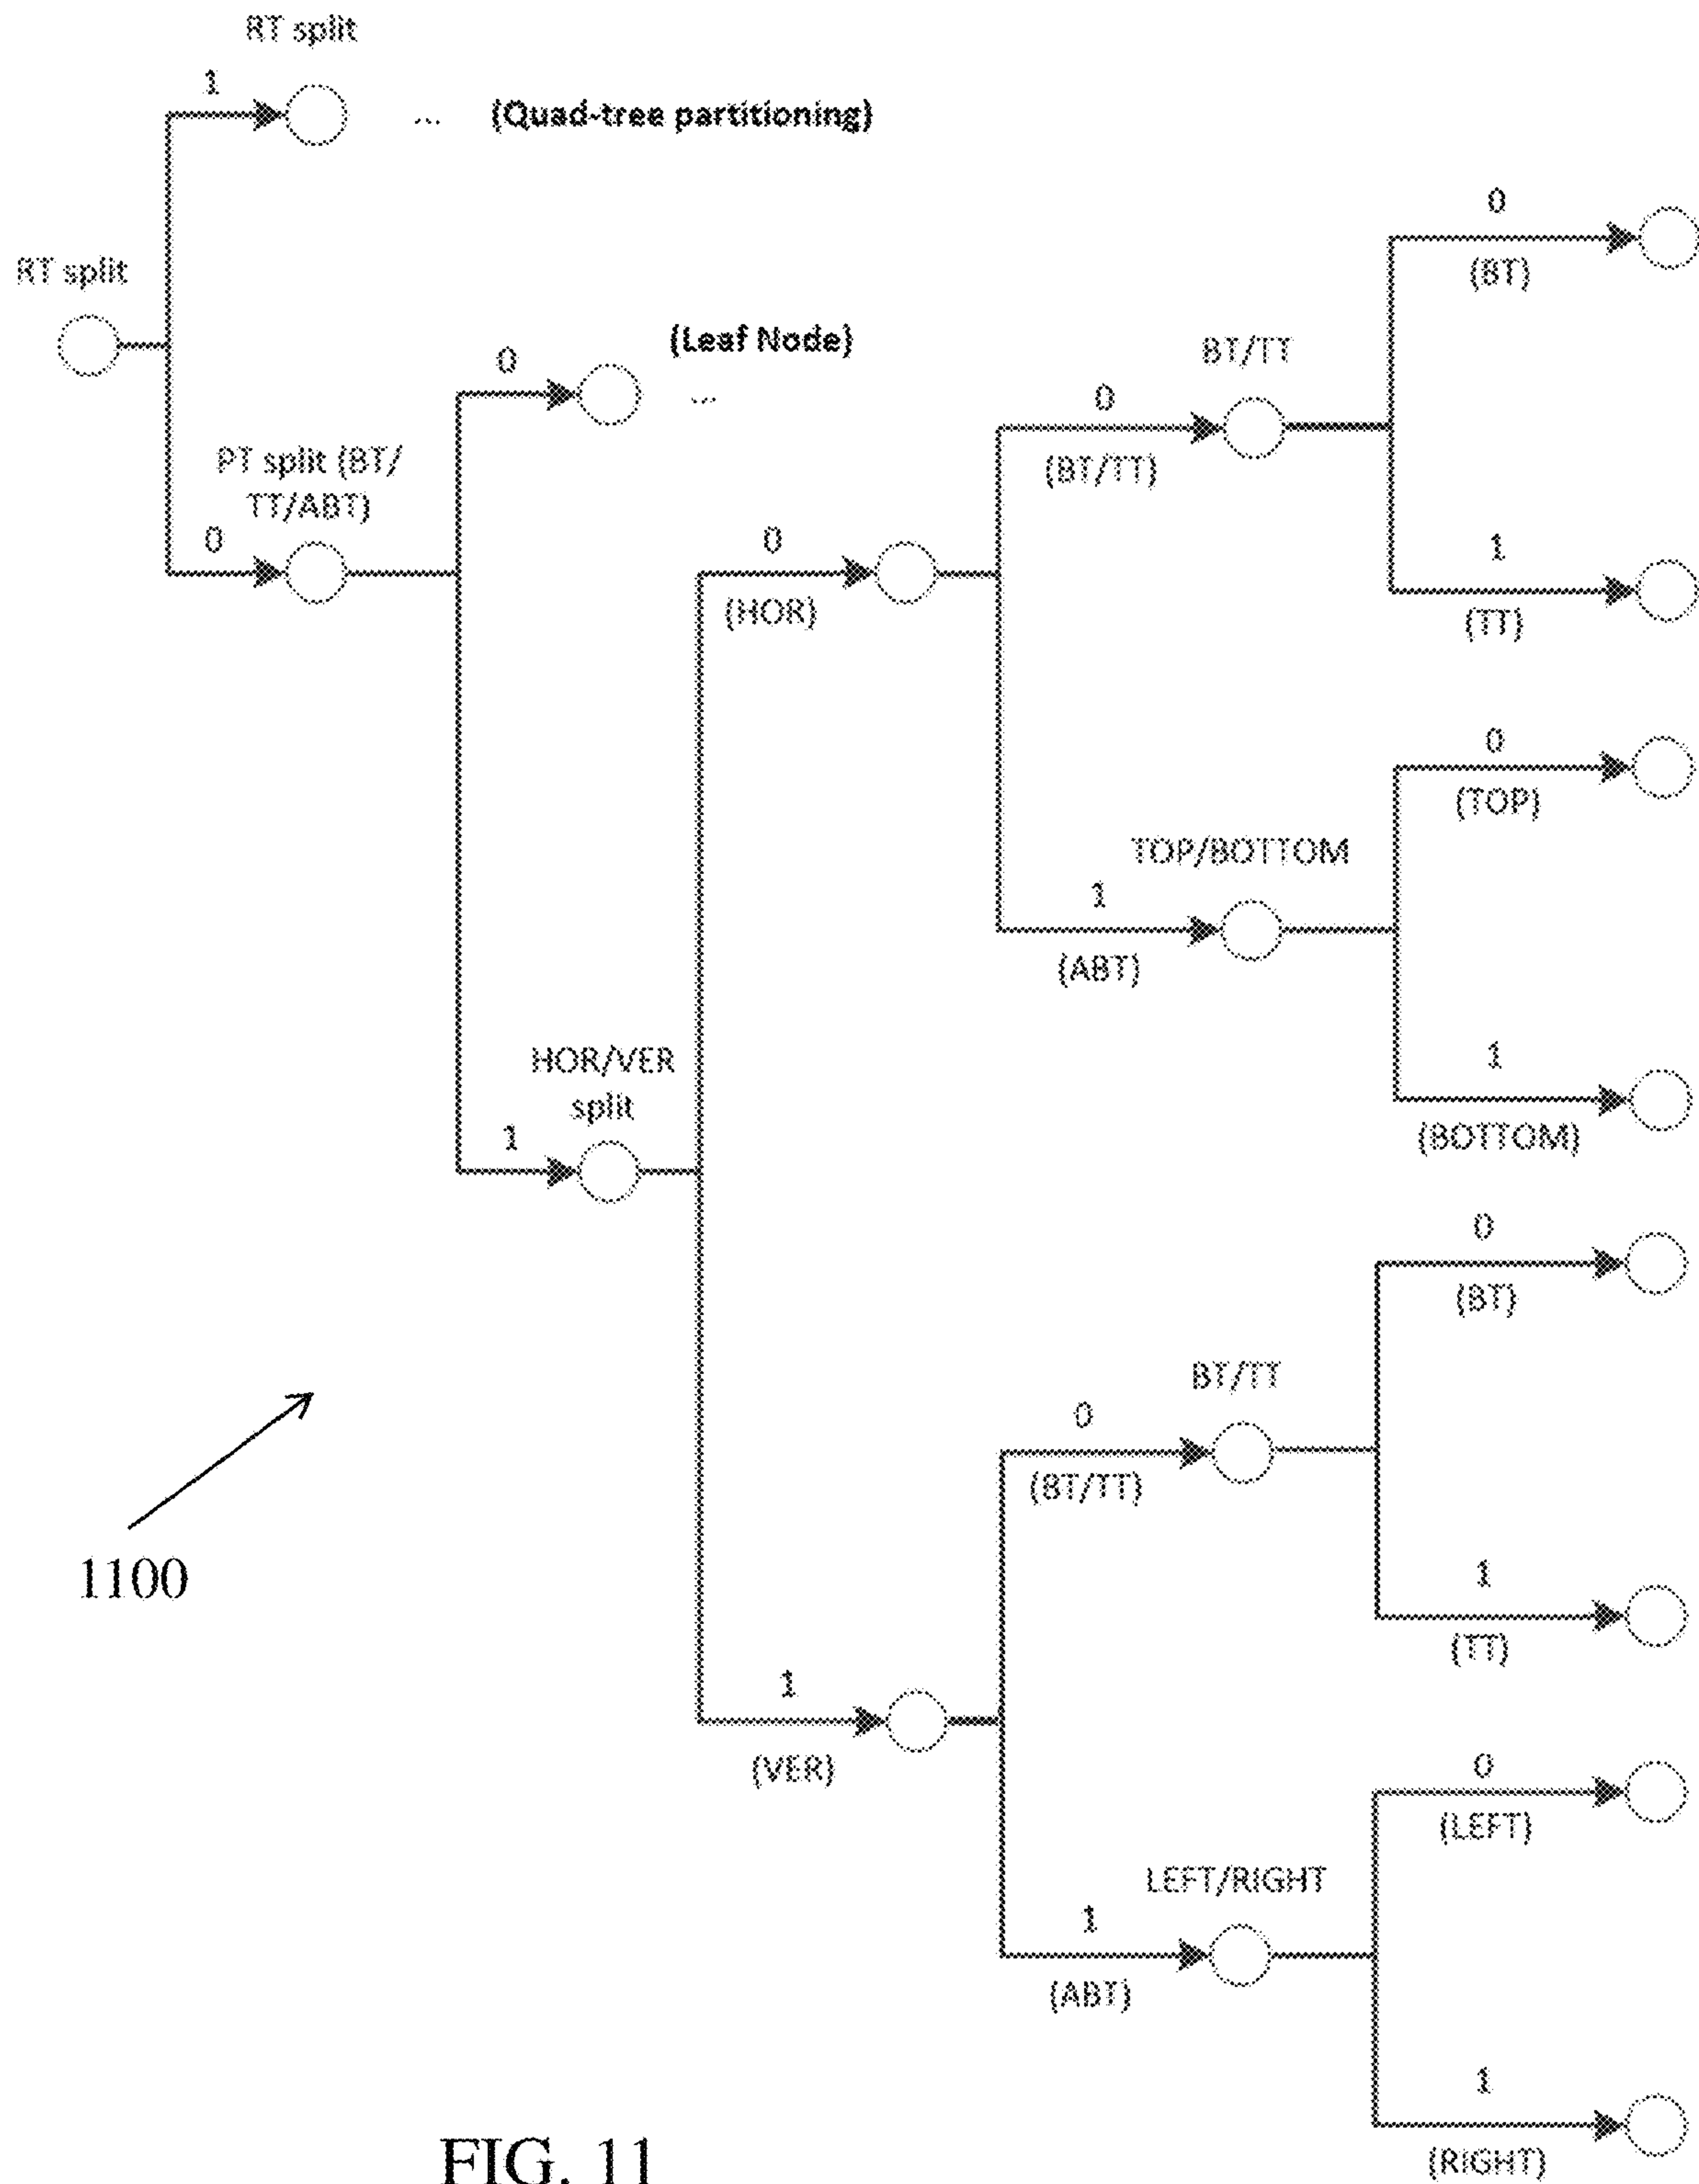 RT split
1
... (Quad-tree partitioning)
0
(BT)
RT split
(Leaf Node)
0
...
BT/TT
0
(BT/TT)
PT split (BT/
TT/ABT)
0
0
(HOR)
1
(TT)
0
(TOP)
TOP/BOTTOM
1
(ABT)
HOR/VER
split
1
1
(BOTTOM)
0
(BT)
BT/TT
0
(BT/TT)
1100
1
(TT)
1
(VER)
0
(LEFT)
LEFT/RIGHT
1
(ABT)
1
(RIGHT)
FIG. 11